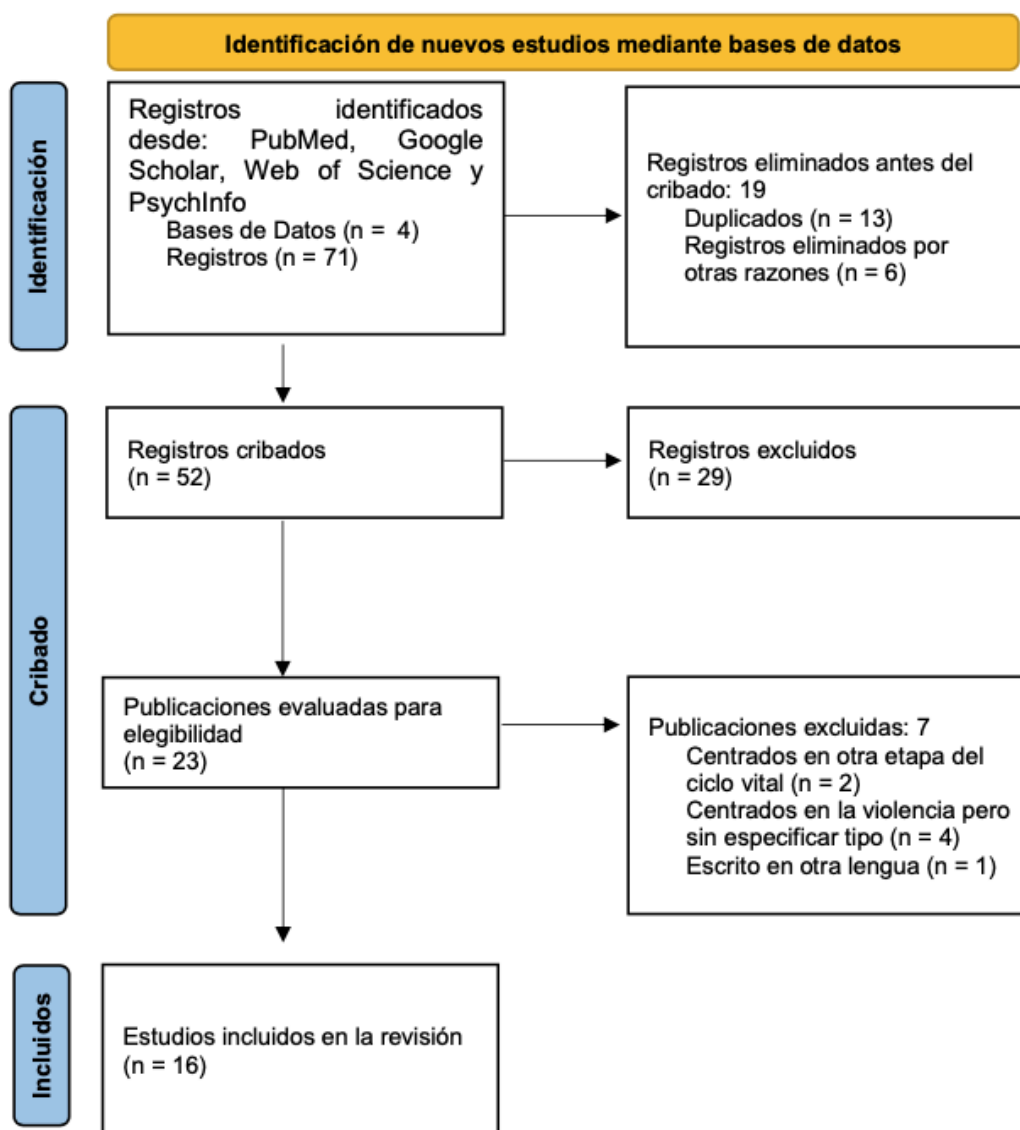 Identificación de nuevos estudios mediante bases de datos
Identificación
Registros identificados
desde: PubMed, Google
Scholar, Web of Science y
PsychInfo
Bases de Datos (n = 4)
Registros (n = 71)
Registros eliminados antes del
cribado: 19
Duplicados (n = 13)
Registros eliminados por
otras razones (n = 6)
Cribado
Registros cribados
(n = 52)
Registros excluidos
(n = 29)
Publicaciones evaluadas para
elegibilidad
(n = 23)
Publicaciones excluidas: 7
Centrados en otra etapa del
ciclo vital (n = 2)
Centrados en la violencia pero
sin especificar tipo (n = 4)
Escrito en otra lengua (n = 1)
Incluidos
Estudios incluidos en la revisión
(n = 16)